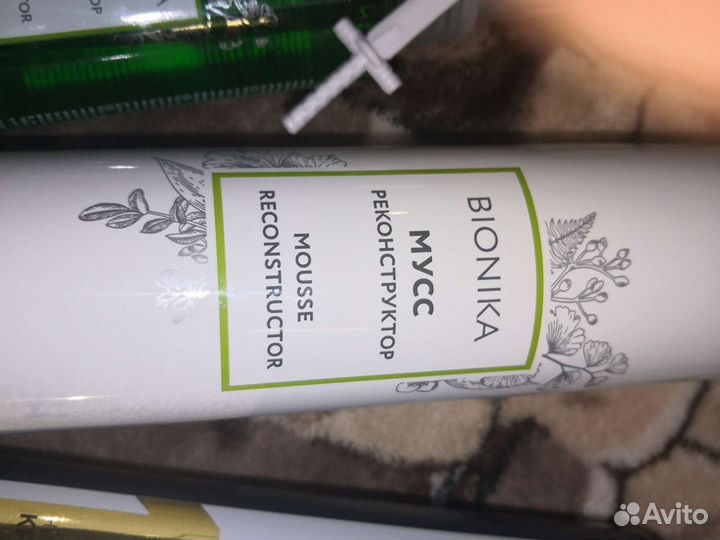 BIONIKA
МУСС
РЕКОНСТРУКТОР
MOUSSE
RECONSTRUCTOR
Avito